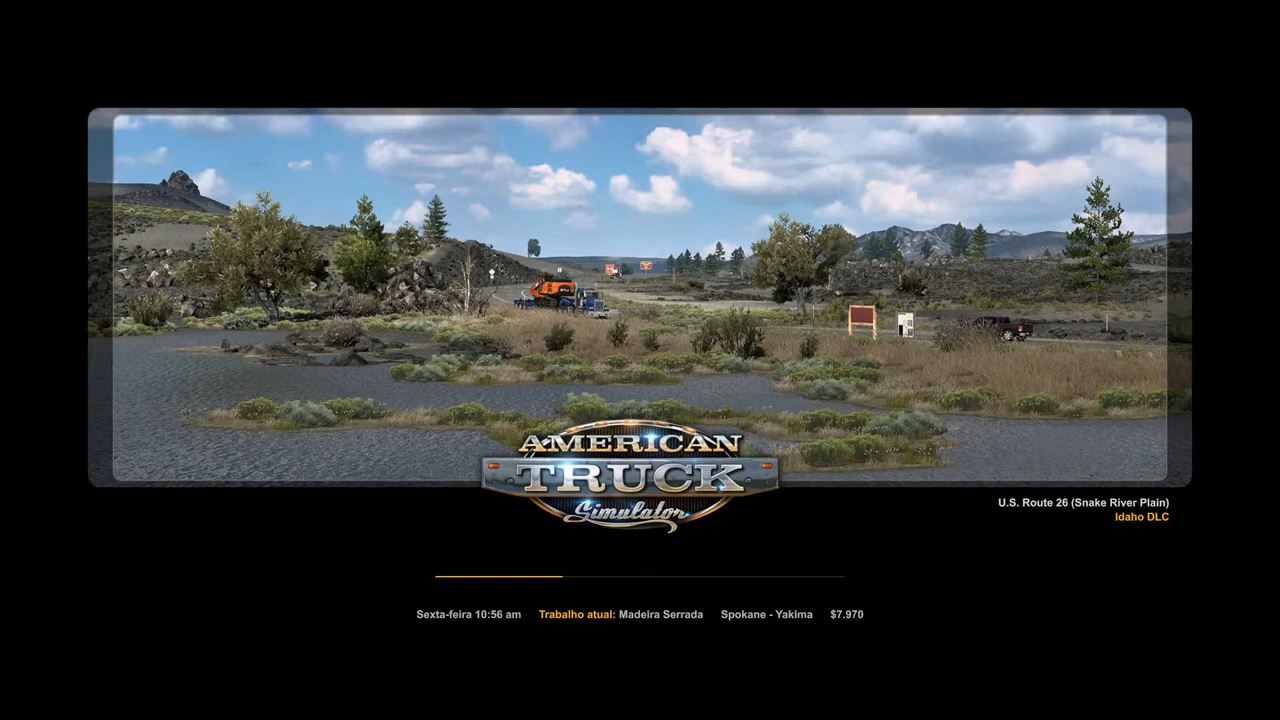 AMERICAN
TRUCK
Simulator
U.S. Route 26 (Snake River Plain)
Idaho DLC
Sexta-feira 10:56 am Trabalho atual: Madeira Serrada Spokane - Yakima $7.970